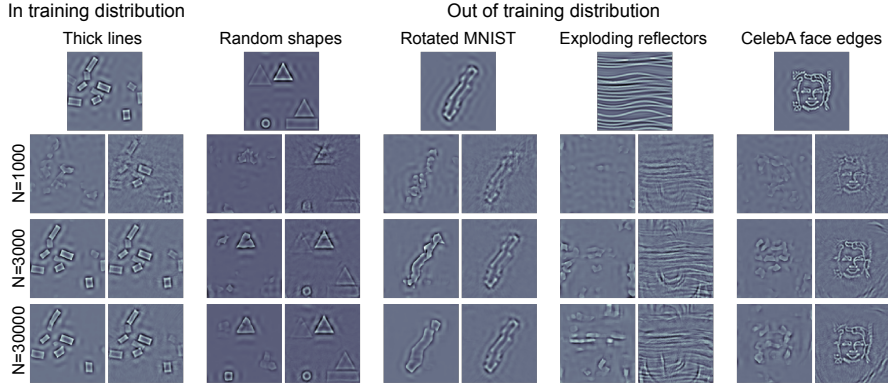 In training distribution
Out of training distribution
Thick lines
Random shapes
Rotated MNIST
Exploding reflectors
CelebA face edges
N=1000
N=3000
N=30000